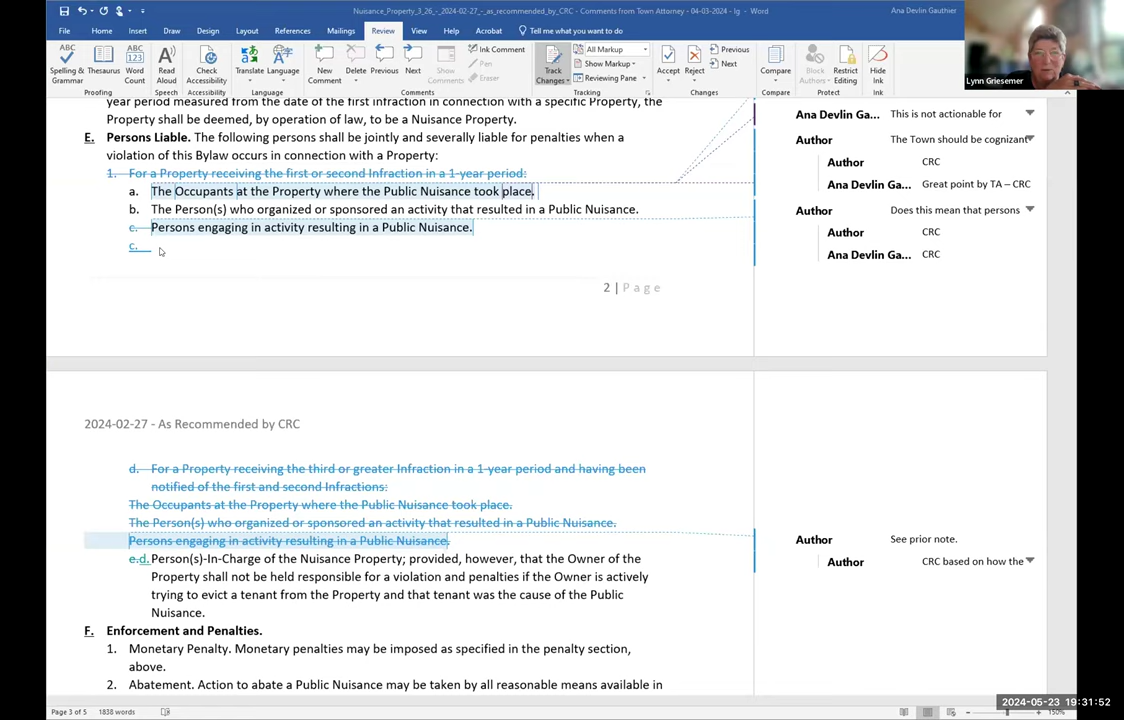 Nuisance_Property_3_26_-_2024-02-27_-_as_recommended_by_CRC - Comments from Town Attorney - 04-03-2024 - lg - Word
Ana Devlin Gauthier
File Home Insert Draw Design Layout References Mailings Review View Help Acrobat Tell me what you want to do
Spelling & Grammar
Thesaurus
Word Count
Read Aloud
Check Accessibility
Translate
Language
New Comment
Delete
Previous
Next
Show Comments
Ink Comment
Pen
Eraser
Track Changes
All Markup
Show Markup
Reviewing Pane
Accept
Reject
Previous
Next
Compare
Block Authors
Restrict Editing
Hide Ink
Proofing Speech Accessibility Language Comments Tracking Changes Compare Protect Ink
Lynn Griesemer
year period measured from the date of the first infraction in connection with a specific Property, the
Property shall be deemed, by operation of law, to be a Nuisance Property.
E. Persons Liable. The following persons shall be jointly and severally liable for penalties when a
violation of this Bylaw occurs in connection with a Property:
1. For a Property receiving the first or second Infraction in a 1-year period:
a. The Occupants at the Property where the Public Nuisance took place.
b. The Person(s) who organized or sponsored an activity that resulted in a Public Nuisance.
c. Persons engaging in activity resulting in a Public Nuisance.
c.
2 | Page
Ana Devlin Ga... This is not actionable for
Author The Town should be cognizant
Author CRC
Ana Devlin Ga... Great point by TA – CRC
Author Does this mean that persons
Author CRC
Ana Devlin Ga... CRC
2024-02-27 - As Recommended by CRC
d. For a Property receiving the third or greater Infraction in a 1-year period and having been
notified of the first and second Infractions:
The Occupants at the Property where the Public Nuisance took place.
The Person(s) who organized or sponsored an activity that resulted in a Public Nuisance.
Persons engaging in activity resulting in a Public Nuisance.
e.d. Person(s)-In-Charge of the Nuisance Property; provided, however, that the Owner of the
Property shall not be held responsible for a violation and penalties if the Owner is actively
trying to evict a tenant from the Property and that tenant was the cause of the Public
Nuisance.
Author See prior note.
Author CRC based on how the
F. Enforcement and Penalties.
1. Monetary Penalty. Monetary penalties may be imposed as specified in the penalty section,
above.
2. Abatement. Action to abate a Public Nuisance may be taken by all reasonable means available in
2024-05-23 19:31:52
Page 3 of 5 1838 words
150%